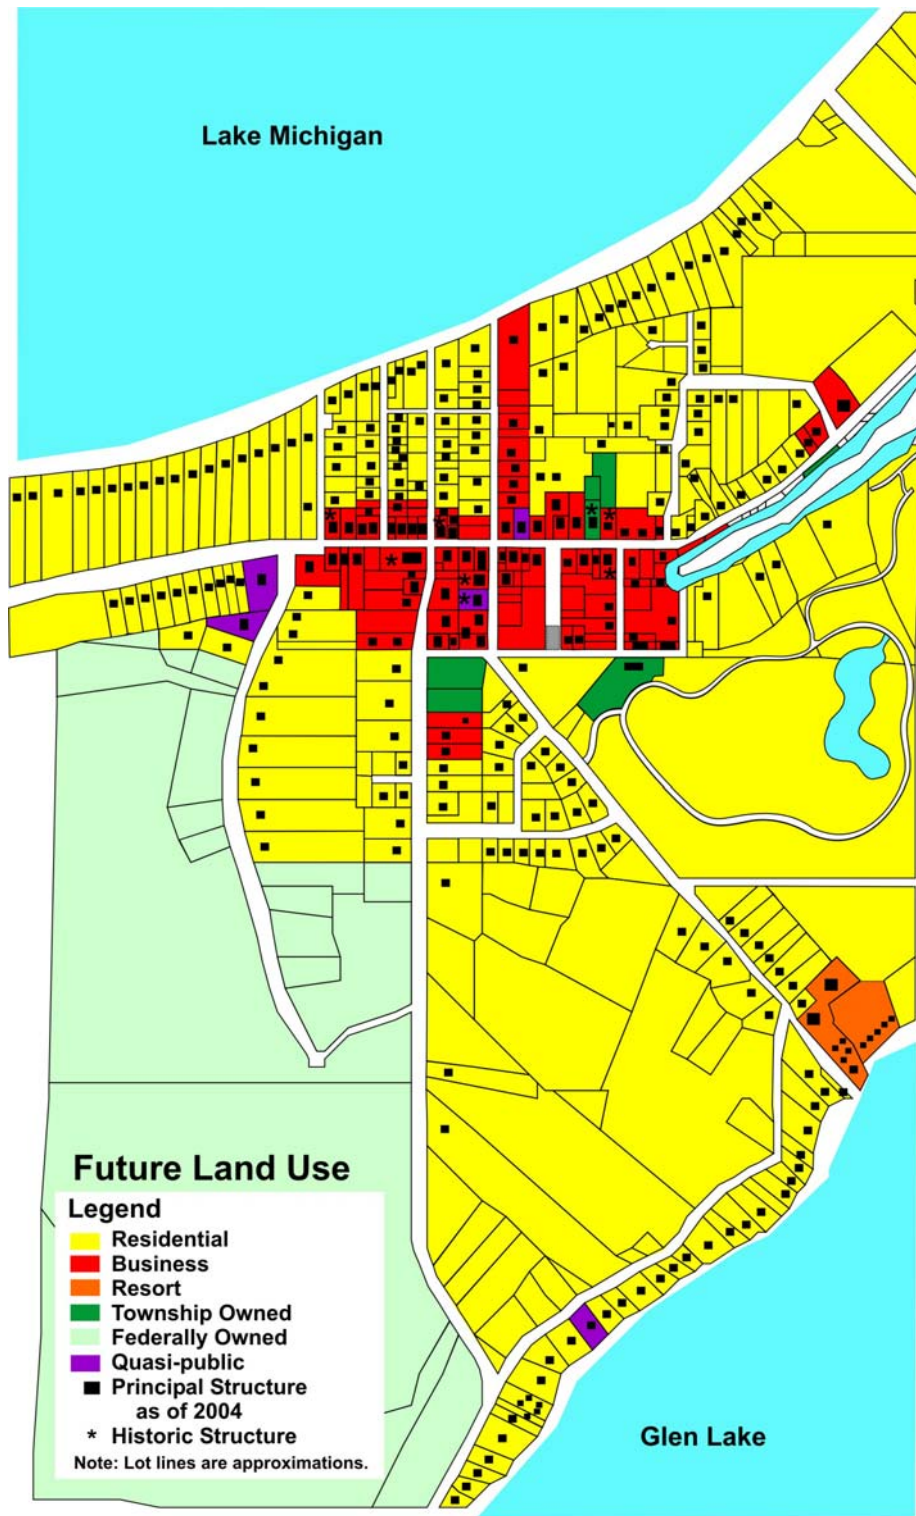 Lake Michigan
Future Land Use
Legend
Residential
Business
Resort
Township Owned
Federally Owned
Quasi-public
Principal Structure
as of 2004
* Historic Structure
Note: Lot lines are approximations.
Glen Lake